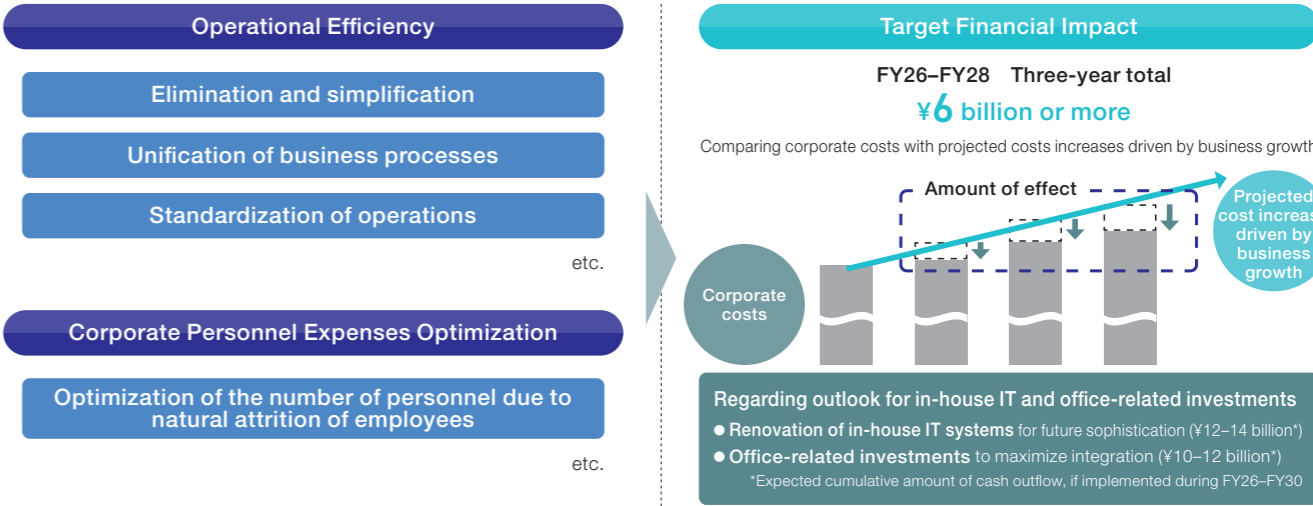 Operational Efficiency
Elimination and simplification
Unification of business processes
Standardization of operations
etc.
Corporate Personnel Expenses Optimization
Optimization of the number of personnel due to
natural attrition of employees
etc.
Target Financial Impact
FY26–FY28 Three-year total
¥6 billion or more
Comparing corporate costs with projected costs increases driven by business growth
Amount of effect
Projected
cost increase
driven by
business
growth
Corporate
costs
Regarding outlook for in-house IT and office-related investments
● Renovation of in-house IT systems for future sophistication (¥12–14 billion*)
● Office-related investments to maximize integration (¥10–12 billion*)
*Expected cumulative amount of cash outflow, if implemented during FY26–FY30